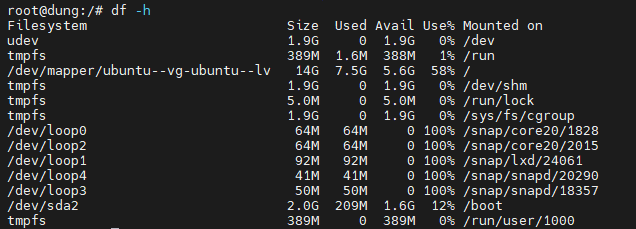 root@dung:/# df -h
Filesystem                         Size  Used Avail Use% Mounted on
udev                               1.9G     0  1.9G   0% /dev
tmpfs                              389M  1.6M  388M   1% /run
/dev/mapper/ubuntu--vg-ubuntu--lv   14G  7.5G  5.6G  58% /
tmpfs                              1.9G     0  1.9G   0% /dev/shm
tmpfs                              5.0M     0  5.0M   0% /run/lock
tmpfs                              1.9G     0  1.9G   0% /sys/fs/cgroup
/dev/loop0                          64M   64M     0 100% /snap/core20/1828
/dev/loop2                          64M   64M     0 100% /snap/core20/2015
/dev/loop1                          92M   92M     0 100% /snap/lxd/24061
/dev/loop4                          41M   41M     0 100% /snap/snapd/20290
/dev/loop3                          50M   50M     0 100% /snap/snapd/18357
/dev/sda2                          2.0G  209M  1.6G  12% /boot
tmpfs                              389M     0  389M   0% /run/user/1000